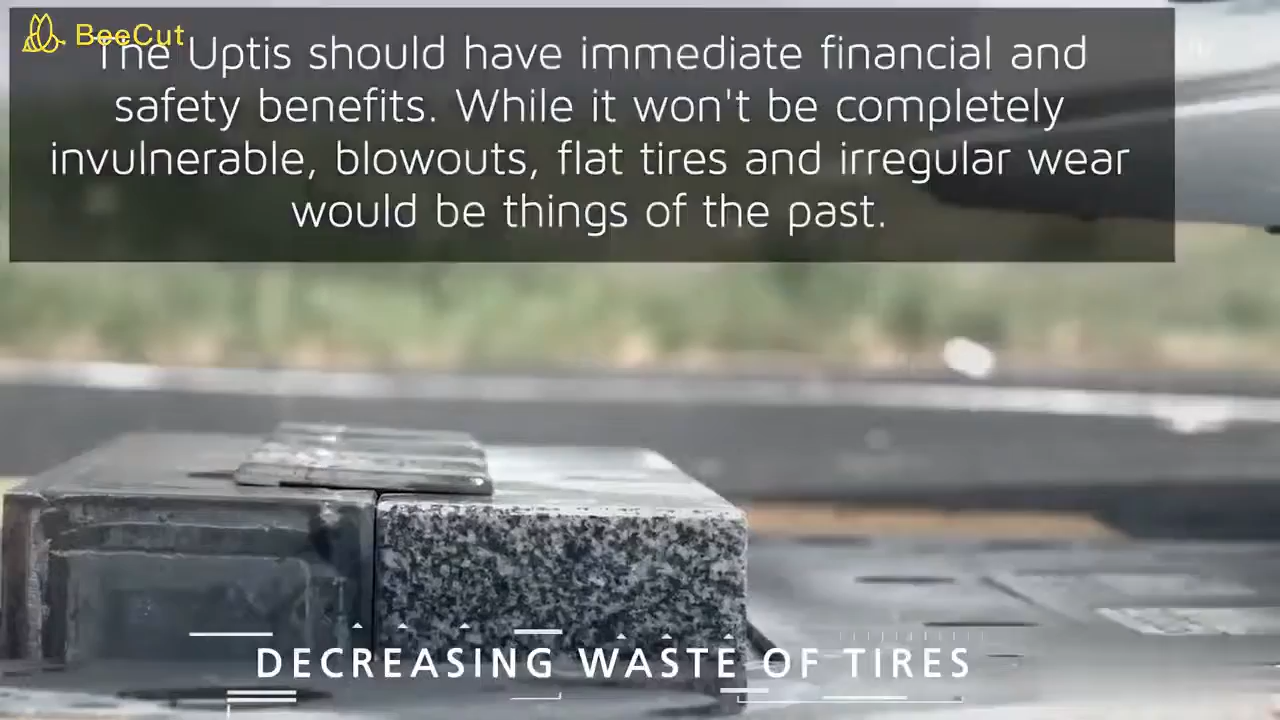 BeeCut
The Uptis should have immediate financial and
safety benefits. While it won't be completely
invulnerable, blowouts, flat tires and irregular wear
would be things of the past.
DECREASING WASTE OF TIRES